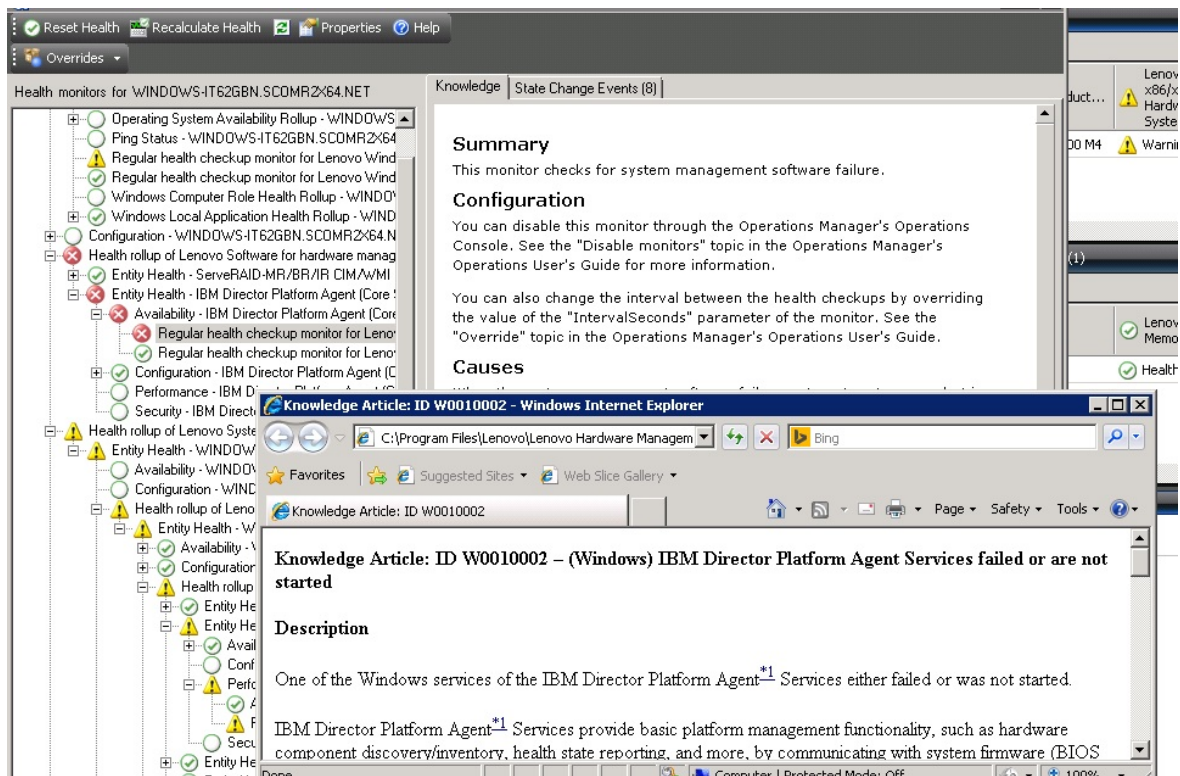 Reset Health Recalculate Health Properties Help
Overrides
Health monitors for WINDOWS-IT62GBN.SCOMR2X64.NET
Operating System Availability Rollup - WINDOWS
Ping Status - WINDOWS-IT62GBN.SCOMR2X64
Regular health checkup monitor for Lenovo Wind
Regular health checkup monitor for Lenovo Wind
Windows Computer Role Health Rollup - WINDO
Windows Local Application Health Rollup - WIND
Configuration - WINDOWS-IT62GBN.SCOMR2X64.N
Health rollup of Lenovo Software for hardware manag
Entity Health - ServeRAID-MR/BR/IR CIM/WMI
Entity Health - IBM Director Platform Agent (Core
Availability - IBM Director Platform Agent (Core
Regular health checkup monitor for Leno
Regular health checkup monitor for Leno
Configuration - IBM Director Platform Agent (C
Performance - IBM
Security - IBM Direct
Health rollup of Lenovo Syste
Entity Health - WINDOW
Availability - WINDO
Configuration - WIND
Health rollup of Leno
Entity Health - W
Availability -
Configuration
Health rollup
Entity He
Entity He
Avail
Conf
Perfo
Secu
Entity He
Knowledge State Change Events (8)
Summary
This monitor checks for system management software failure.
Configuration
You can disable this monitor through the Operations Manager's Operations
Console. See the "Disable monitors" topic in the Operations Manager's
Operations User's Guide for more information.
You can also change the interval between the health checkups by overriding
the value of the "IntervalSeconds" parameter of the monitor. See the
"Override" topic in the Operations Manager's Operations User's Guide.
Causes
duct...
Lenov
x86/x
Hardw
Syste
00 M4 Warni
(1)
Lenov
Memo
Health
Knowledge Article: ID W0010002 - Windows Internet Explorer
C:\Program Files\Lenovo\Lenovo Hardware Managem Bing
Favorites Suggested Sites Web Slice Gallery
Knowledge Article: ID W0010002 Page Safety Tools
Knowledge Article: ID W0010002 – (Windows) IBM Director Platform Agent Services failed or are not
started
Description
One of the Windows services of the IBM Director Platform Agent*1 Services either failed or was not started.
IBM Director Platform Agent*1 Services provide basic platform management functionality, such as hardware
component discovery/inventory, health state reporting, and more, by communicating with system firmware (BIOS
Done Computer | Protected Mode: Off 100%